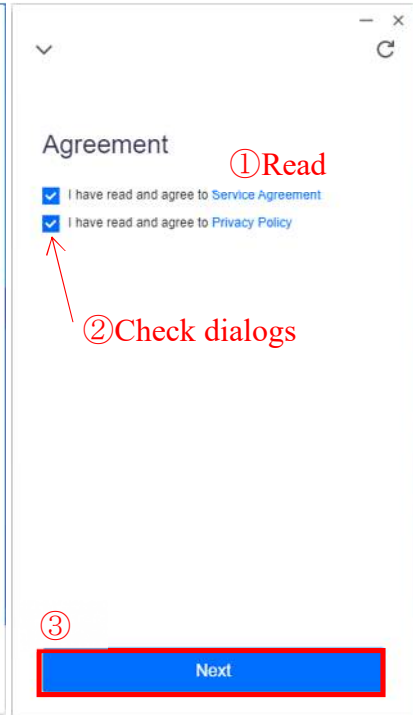 Agreement
①Read
I have read and agree to Service Agreement
I have read and agree to Privacy Policy
②Check dialogs
③
Next